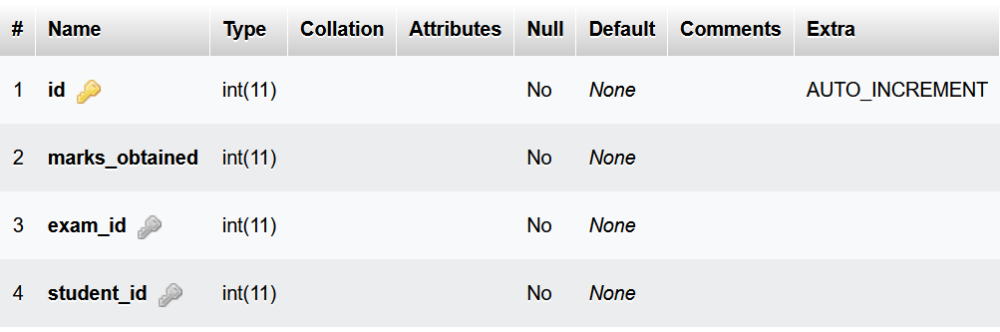 # Name Type Collation Attributes Null Default Comments Extra
1 id int(11) No None AUTO_INCREMENT
2 marks_obtained int(11) No None
3 exam_id int(11) No None
4 student_id int(11) No None